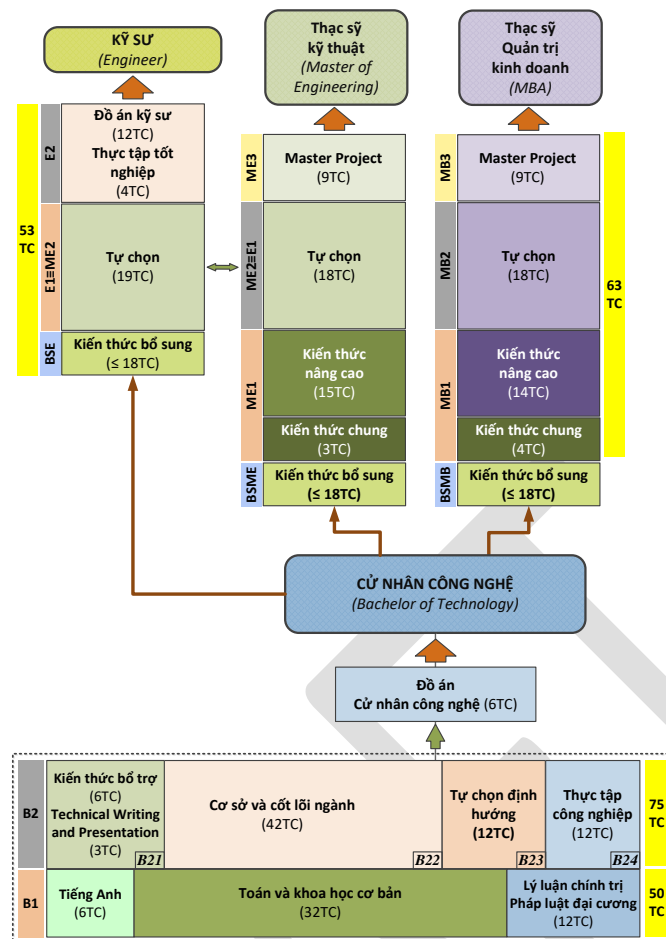 KỸ SƯ
(Engineer)
Thạc sỹ
kỹ thuật
(Master of
Engineering)
Thạc sỹ
Quản trị
kinh doanh
(MBA)
53
TC
E2
Đồ án kỹ sư
(12TC)
Thực tập tốt
nghiệp
(4TC)
E1≡ME2
Tự chọn
(19TC)
BSE
Kiến thức bổ sung
(≤ 18TC)
ME3
Master Project
(9TC)
ME2≡E1
Tự chọn
(18TC)
ME1
Kiến thức
nâng cao
(15TC)
Kiến thức chung
(3TC)
BSME
Kiến thức bổ sung
(≤ 18TC)
MB3
Master Project
(9TC)
MB2
Tự chọn
(18TC)
MB1
Kiến thức
nâng cao
(14TC)
Kiến thức chung
(4TC)
BSMB
Kiến thức bổ sung
(≤ 18TC)
63
TC
CỬ NHÂN CÔNG NGHỆ
(Bachelor of Technology)
Đồ án
Cử nhân công nghệ (6TC)
B2
Kiến thức bổ trợ
(6TC)
Technical Writing
and Presentation
(3TC)
B21
Cơ sở và cốt lõi ngành
(42TC)
B22
Tự chọn định
hướng
(12TC)
B23
Thực tập
công nghiệp
(12TC)
B24
75
TC
B1
Tiếng Anh
(6TC)
Toán và khoa học cơ bản
(32TC)
Lý luận chính trị
Pháp luật đại cương
(12TC)
50
TC